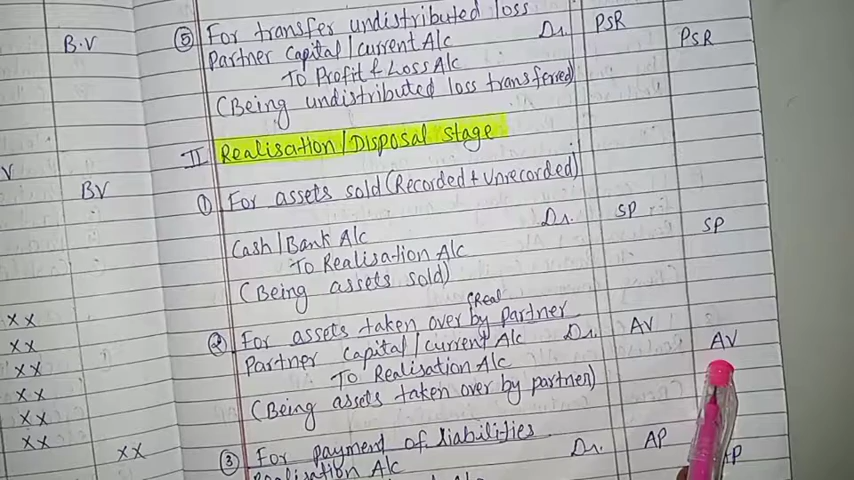 B.V
⑤ For transfer undistributed loss
Partner Capital/Current A/c Dr. PSR
To Profit & Loss A/c PSR
(Being undistributed loss transferred)
II Realisation/Disposal stage
V BV
① For assets sold (Recorded + Unrecorded)
Cash/Bank A/c Dr. SP
To Realisation A/c SP
(Being assets sold)
(Real
② For assets taken over by partner
Partner Capital/Current A/c Dr. AV
To Realisation A/c AV
(Being assets taken over by partner)
③ For payment of liabilities
Realisation A/c Dr. AP
XX
XX
XX
XX
XX
XX
XX